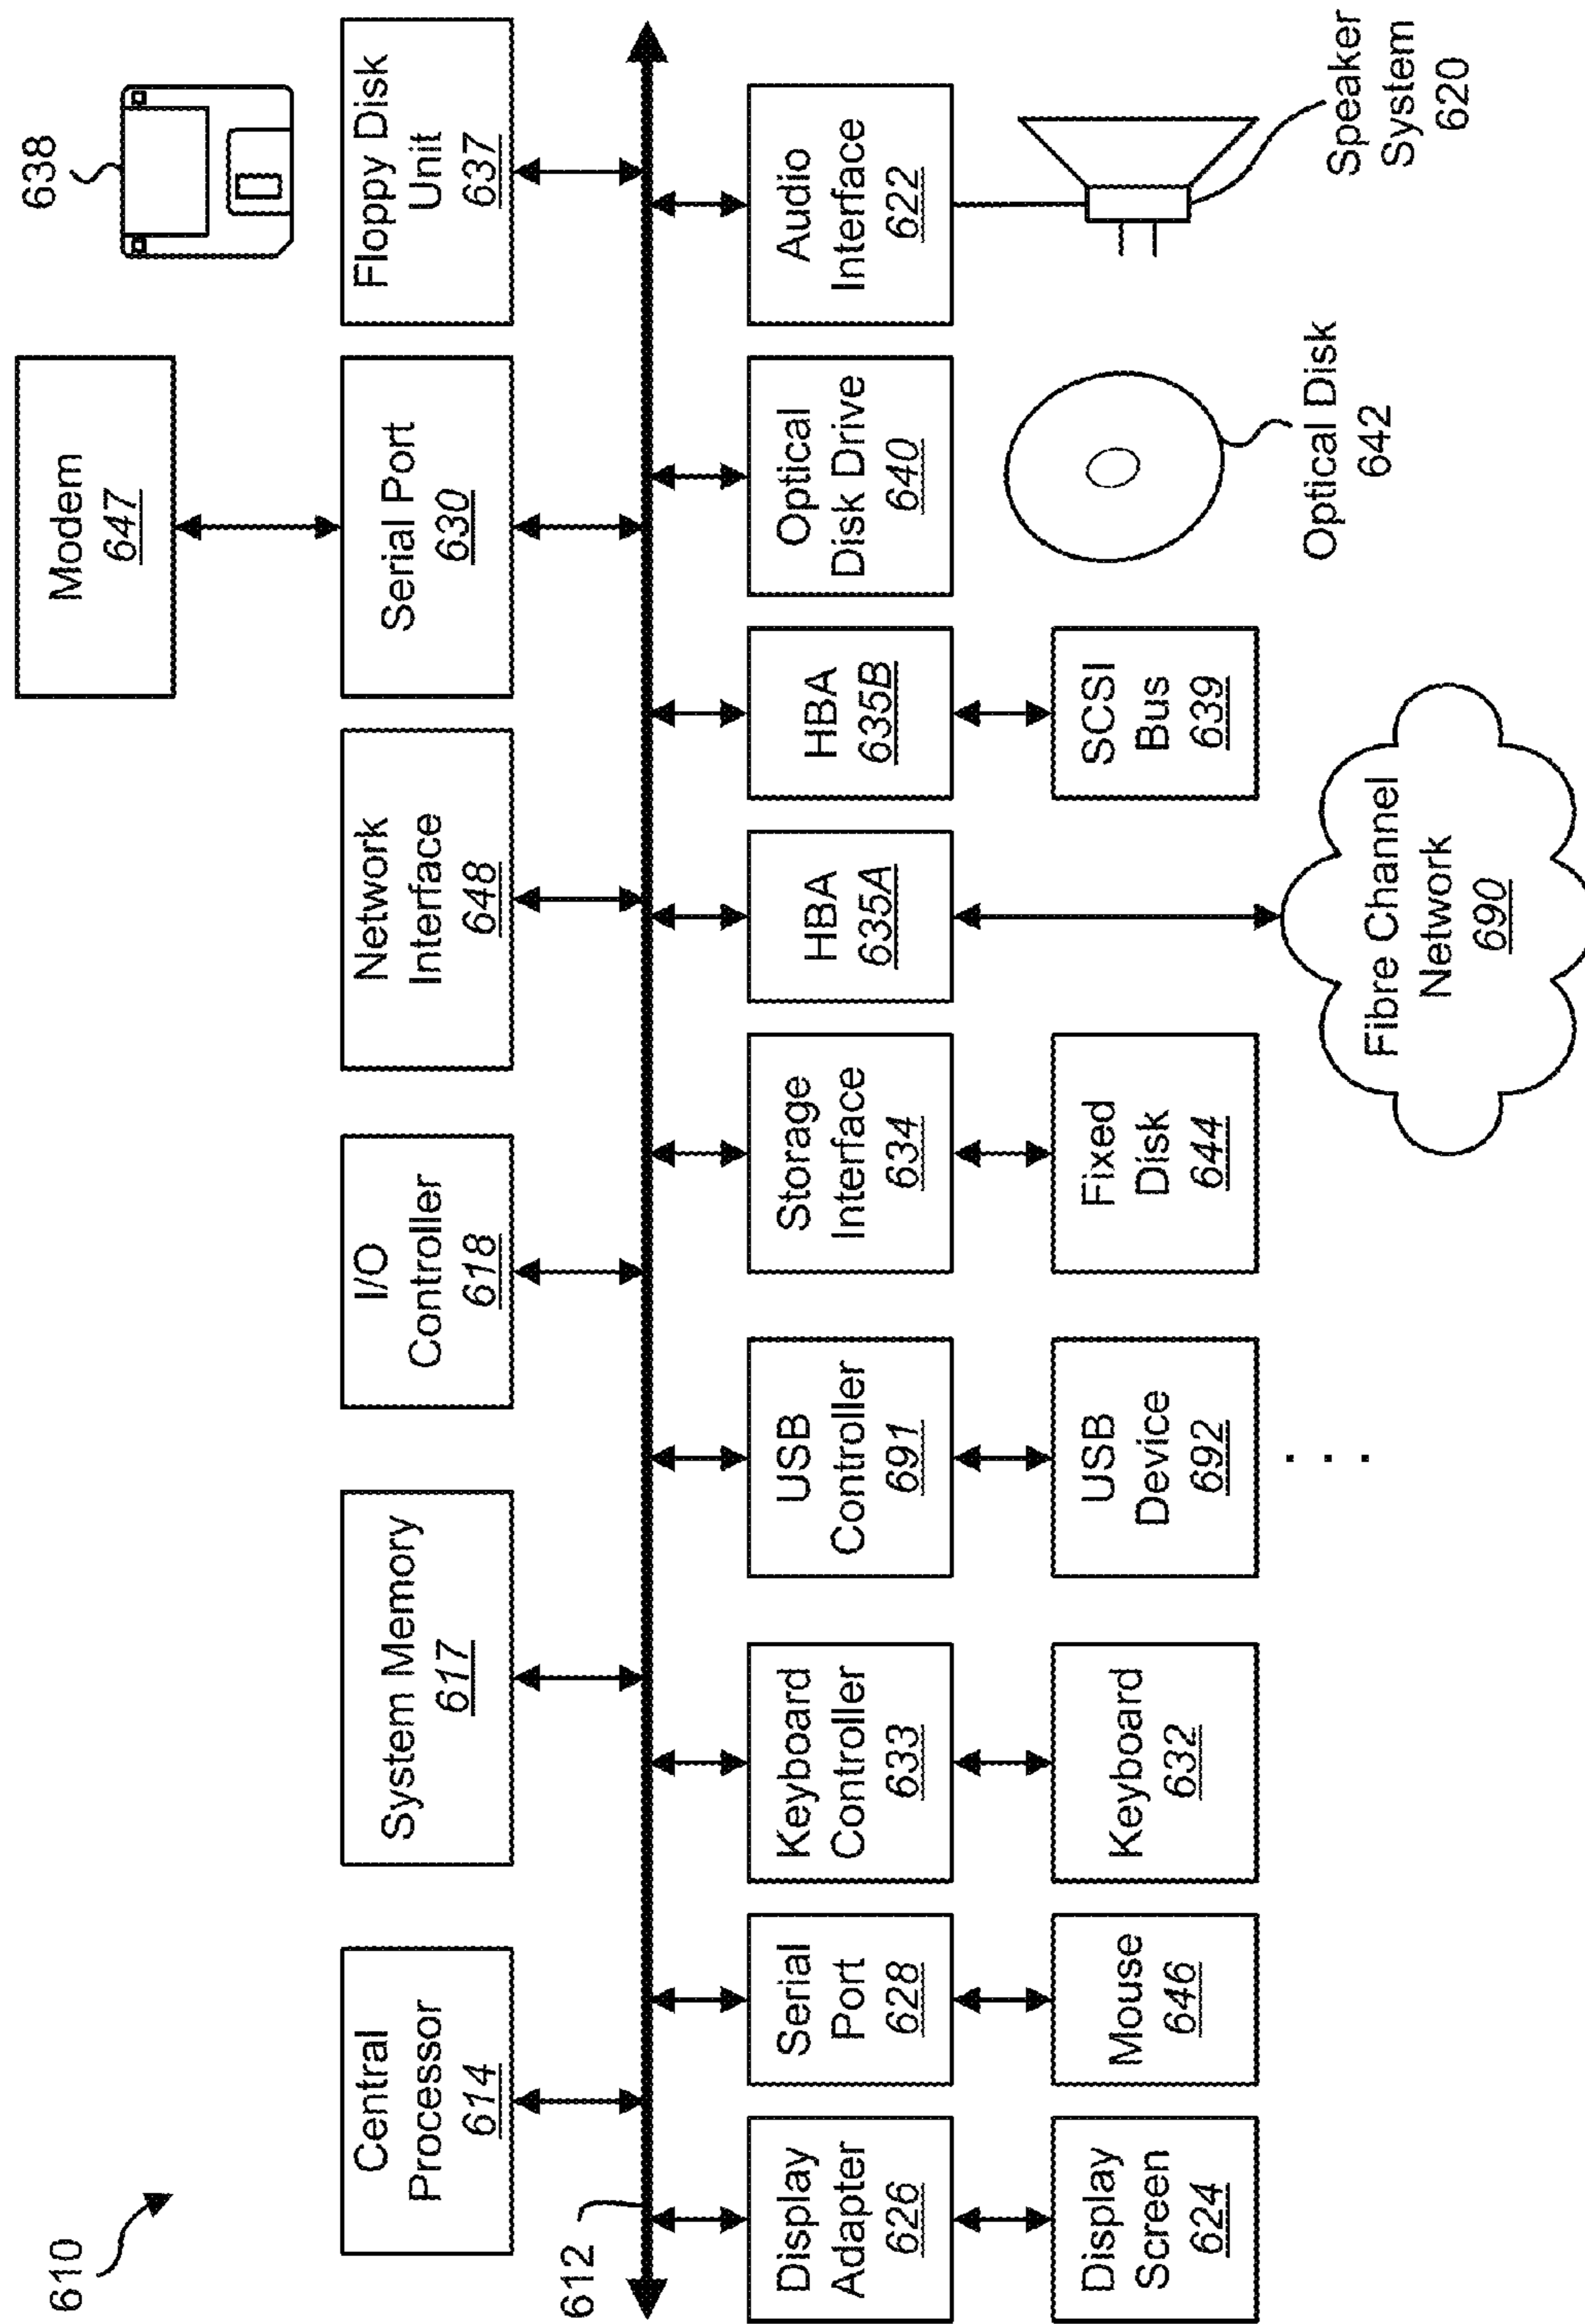 610
638
Modem
647
Central
Processor
614
System Memory
617
I/O
Controller
618
Network
Interface
648
Serial Port
630
Floppy Disk
Unit
637
612
Display
Adapter
626
Serial
Port
628
Keyboard
Controller
633
USB
Controller
691
Storage
Interface
634
HBA
635A
HBA
635B
Optical
Disk Drive
640
Audio
Interface
622
Display
Screen
624
Mouse
646
Keyboard
632
USB
Device
692
. . .
Fixed
Disk
644
SCSI
Bus
639
Fibre Channel
Network
690
Optical Disk
642
Speaker
System
620